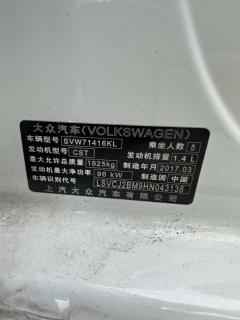 大众汽车(VOLKSWAGEN)
车辆型号 SVW71416KL 乘坐人数 5
发动机型号 CST 发动机排量 1.4 L
最大允许总质量 1825kg 制造年月 2017.03
发动机最大净功率 96 kW 制造国 中国
车辆识别代号 LSVCJ2BM9HN043138
上汽大众汽车有限公司